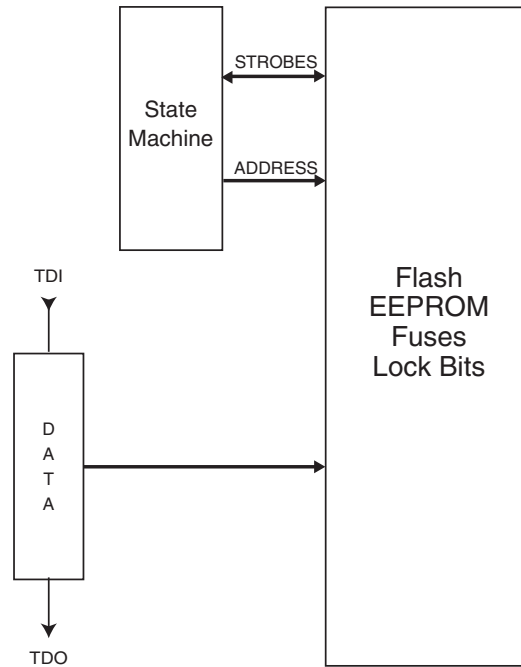 STROBES
State
Machine
ADDRESS
Flash
EEPROM
Fuses
Lock Bits
TDI
D
A
T
A
TDO